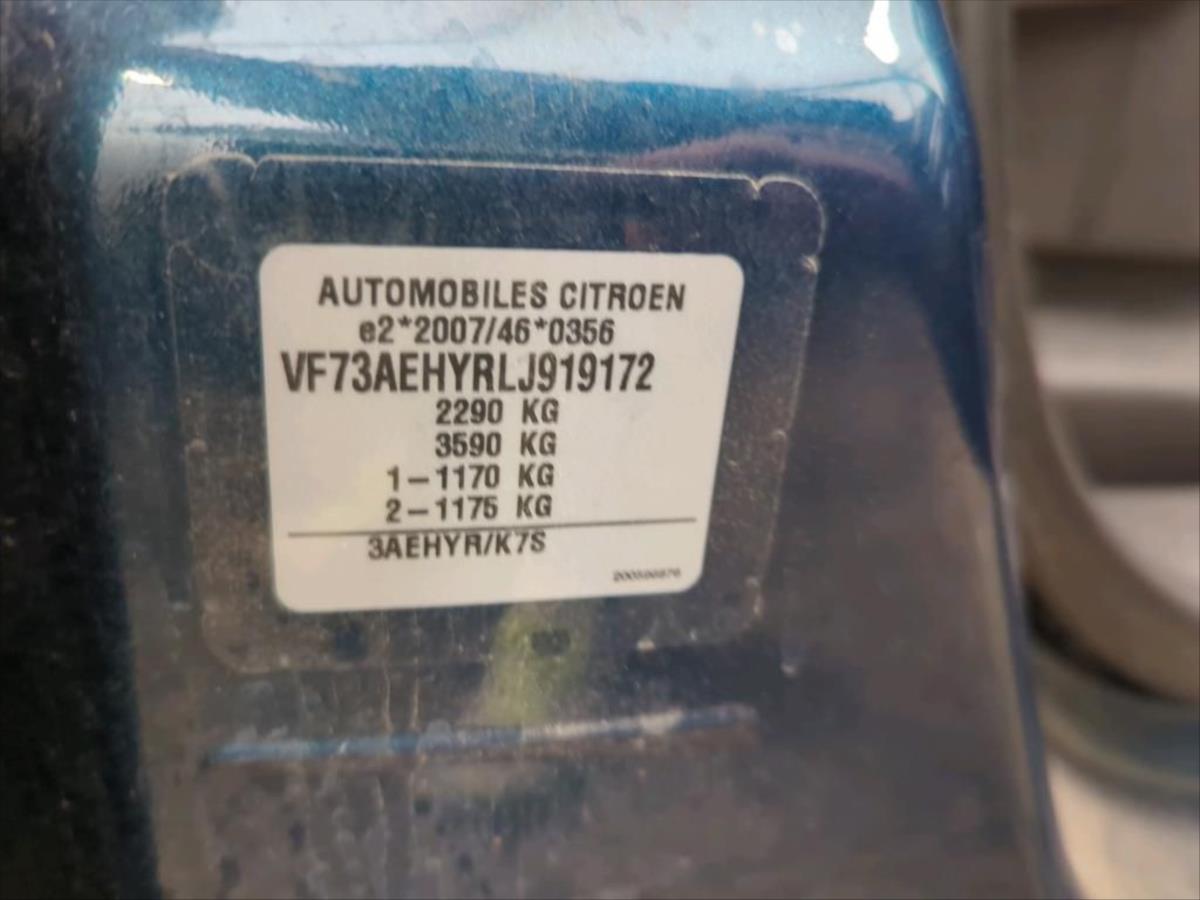 AUTOMOBILES CITROEN
e2*2007/46*0356
VF73AEHYRLJ919172
2290 KG
3590 KG
1-1170 KG
2-1175 KG
3AEHYR/K7S